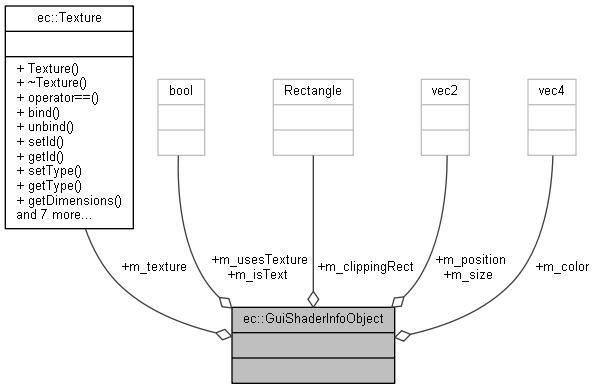 ec::Texture
+ Texture()
+ ~Texture()
+ operator==()
+ bind()
+ unbind()
+ setId()
+ getId()
+ setType()
+ getType()
+ getDimensions()
and 7 more...
bool
Rectangle
vec2
vec4
+m_texture
+m_usesTexture
+m_isText
+m_clippingRect
+m_position
+m_size
+m_color
ec::GuiShaderInfoObject